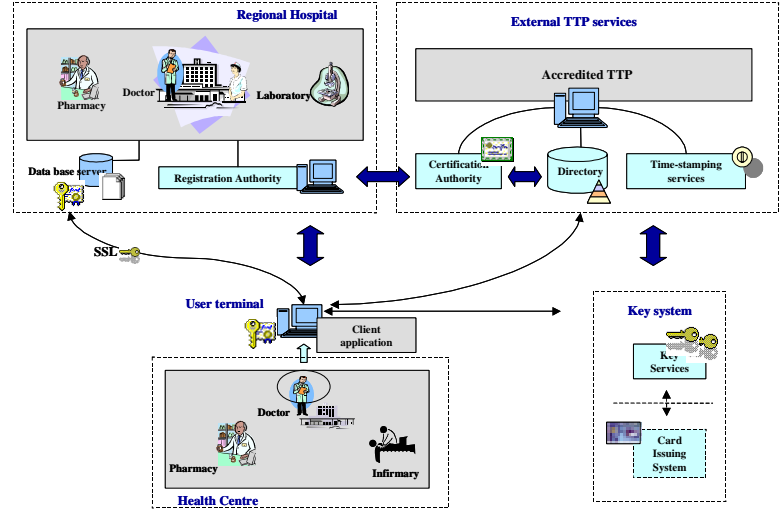 Regional Hospital
Pharmacy
Doctor
Laboratory
Data base server
Registration Authority
External TTP services
Accredited TTP
Certification
Authority
Directory
Time-stamping
services
SSL
User terminal
Client
application
Key system
Key
Services
Card
Issuing
System
Doctor
Pharmacy
Infirmary
Health Centre